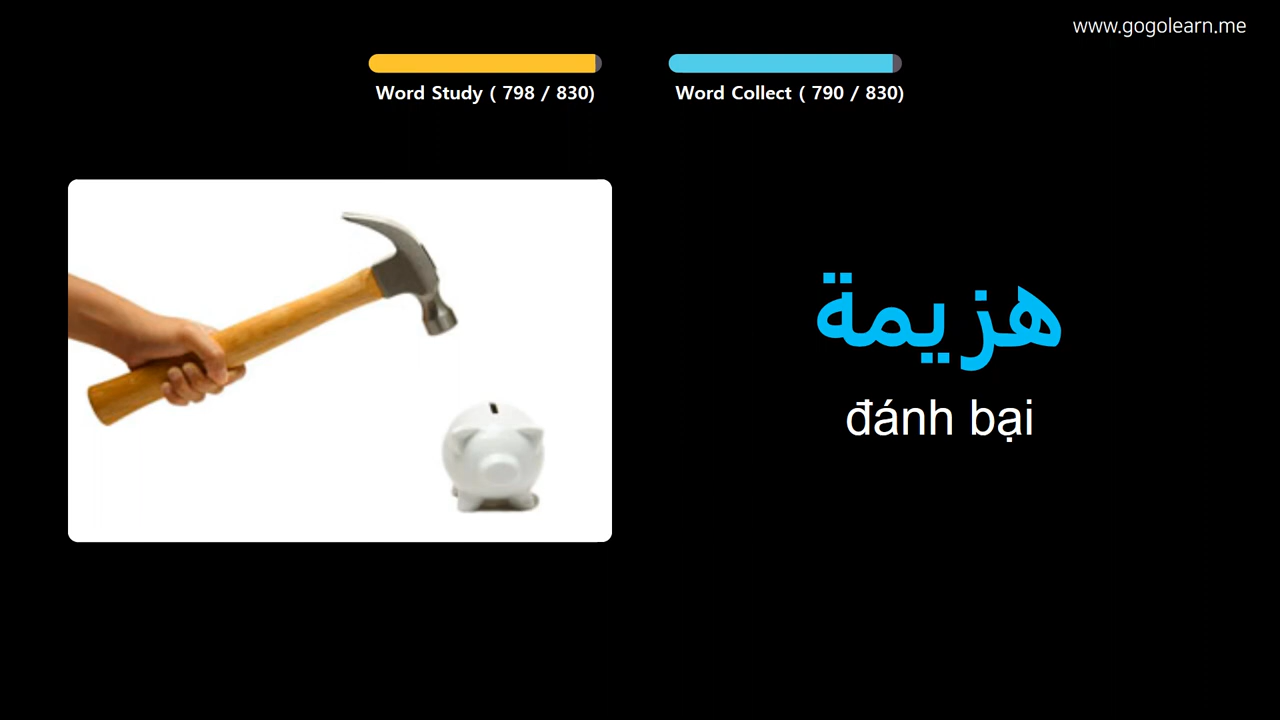 www.gogolearn.me
Word Study ( 798 / 830)
Word Collect ( 790 / 830)
هزيمة
đánh bại